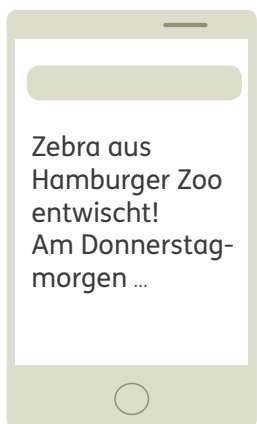 Zebra aus
Hamburger Zoo
entwischt!
Am Donnerstag-
morgen ...